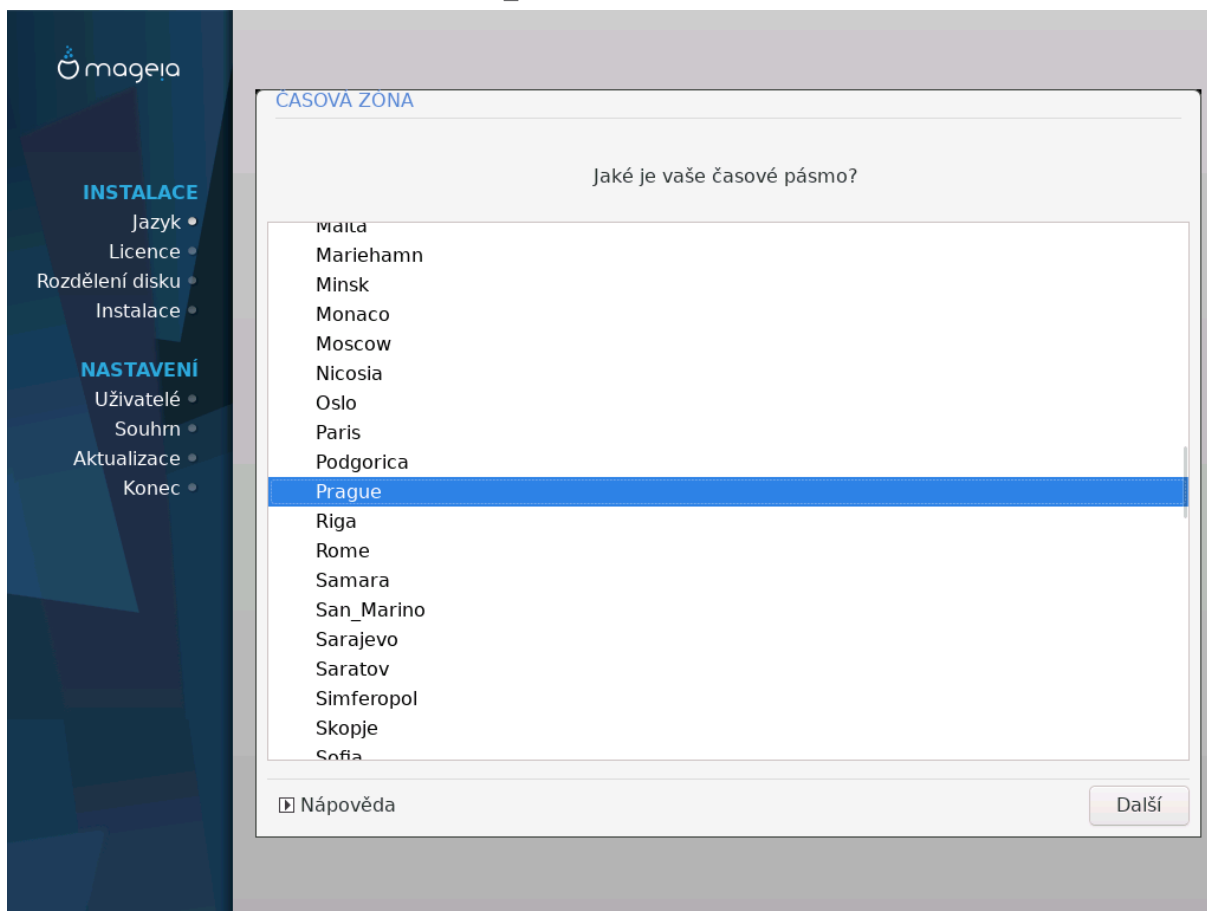 mageia
INSTALACE
Jazyk
Licence
Rozdělení disku
Instalace
NASTAVENÍ
Uživatelé
Souhrn
Aktualizace
Konec
ČASOVÁ ZÓNA
Jaké je vaše časové pásmo?
Malta
Mariehamn
Minsk
Monaco
Moscow
Nicosia
Oslo
Paris
Podgorica
Prague
Riga
Rome
Samara
San_Marino
Sarajevo
Saratov
Simferopol
Skopje
Sofia
Nápověda
Další